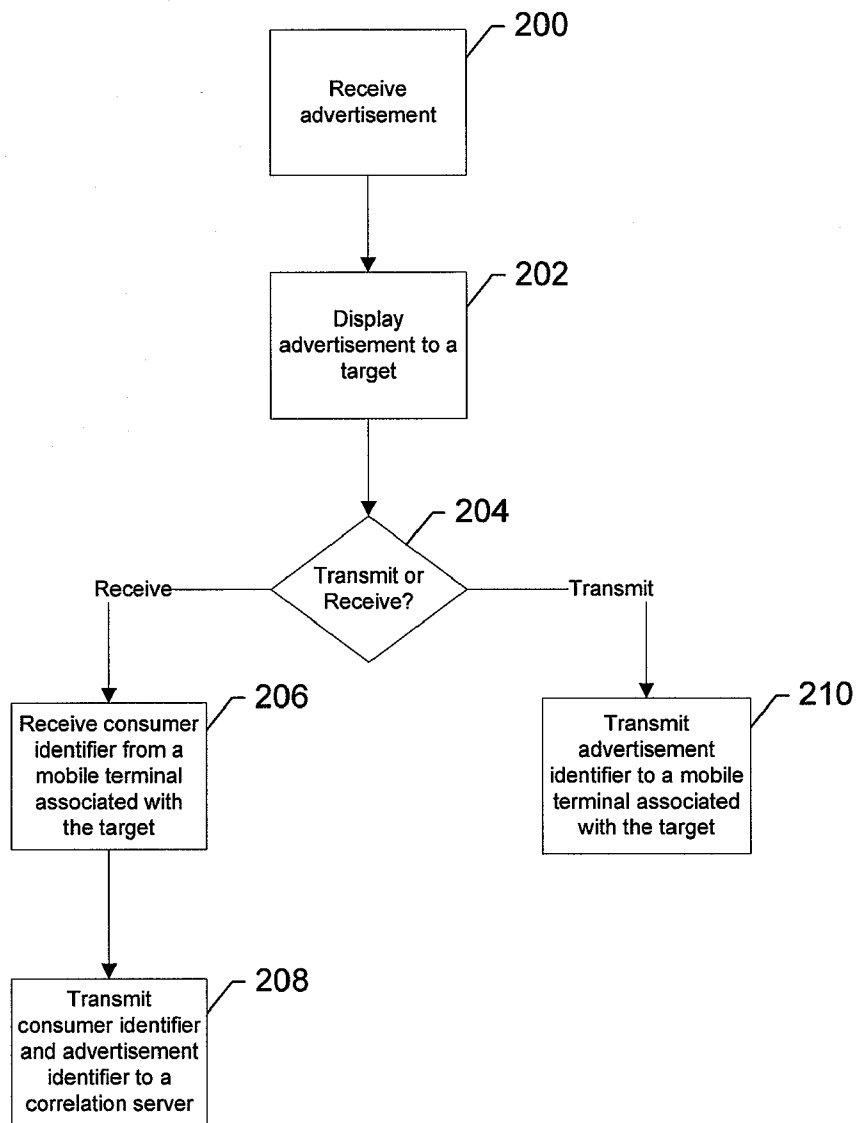 200
Receive
advertisement
202
Display
advertisement to a
target
204
Transmit or
Receive?
Receive
Transmit
206
Receive consumer
identifier from a
mobile terminal
associated with
the target
210
Transmit
advertisement
identifier to a mobile
terminal associated
with the target
208
Transmit
consumer identifier
and advertisement
identifier to a
correlation server